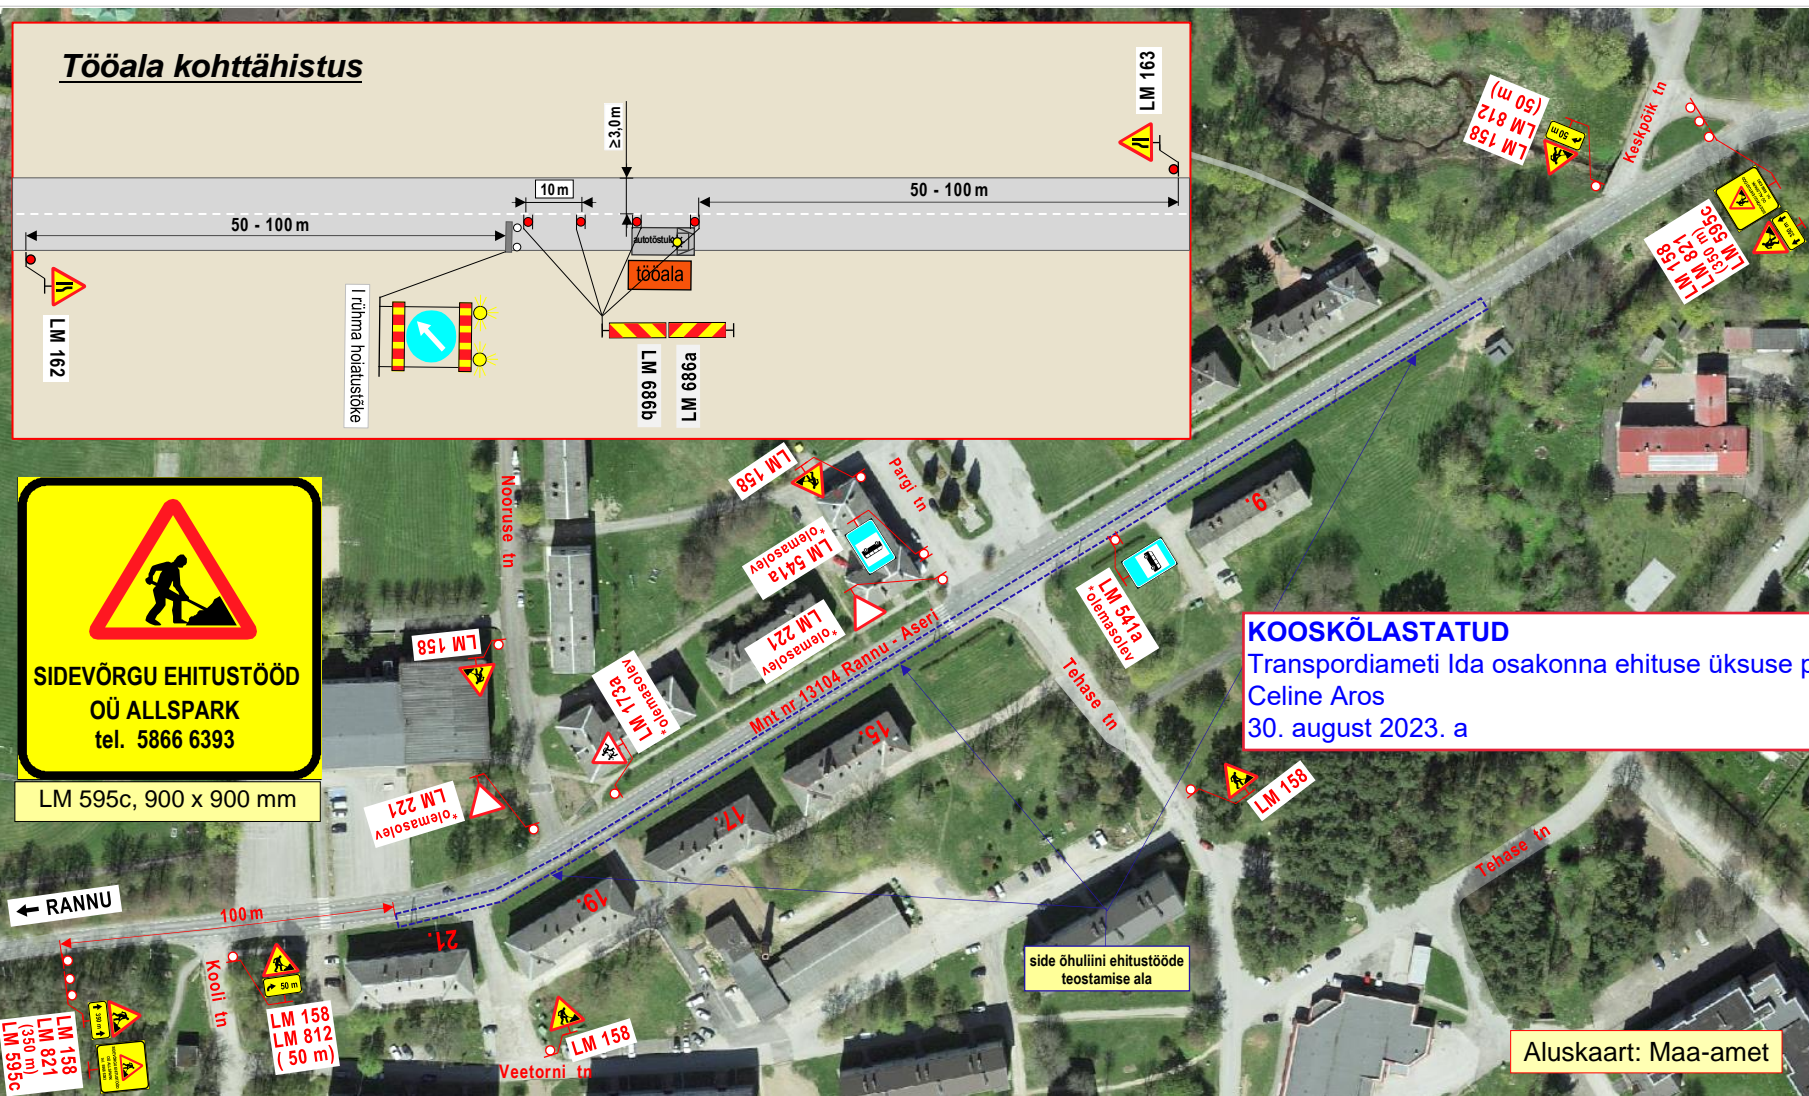 Tööala kohttähistus
LM 163
≥3,0m
10 m
50 - 100 m
50 - 100 m
autotõstuk
tööala
LM 162
I rühma hoiatustõke
LM 686b
LM 686a
LM 158
LM 812
(50 m)
50 m
Keskpõik tn
LM 158
LM 821
(350 m)
LM 595c
SIDEVÕRGU EHITUSTÖÖD
OÜ ALLSPARK
tel. 5866 6393
LM 595c, 900 x 900 mm
Nooruse tn
LM 158
Pargi tn
LM 541a
*olemasolev
LM 221
*olemasolev
LM 541a
*olemasolev
9.
LM 158
LM 173a
*olemasolev
Mnt nr 13104 Rannu - Aseri
Tehase tn
KOOSKÕLASTATUD
Transpordiameti Ida osakonna ehituse üksuse p
Celine Aros
30. august 2023. a
15.
17.
19.
21.
LM 221
*olemasolev
LM 158
Tehase tn
← RANNU
100 m
side õhuliini ehitustööde
teostamise ala
Kooli tn
50 m
LM 158
LM 812
( 50 m)
350 m
LM 158
LM 821
(350 m)
LM 595c
LM 158
Veetorni tn
Aluskaart: Maa-amet